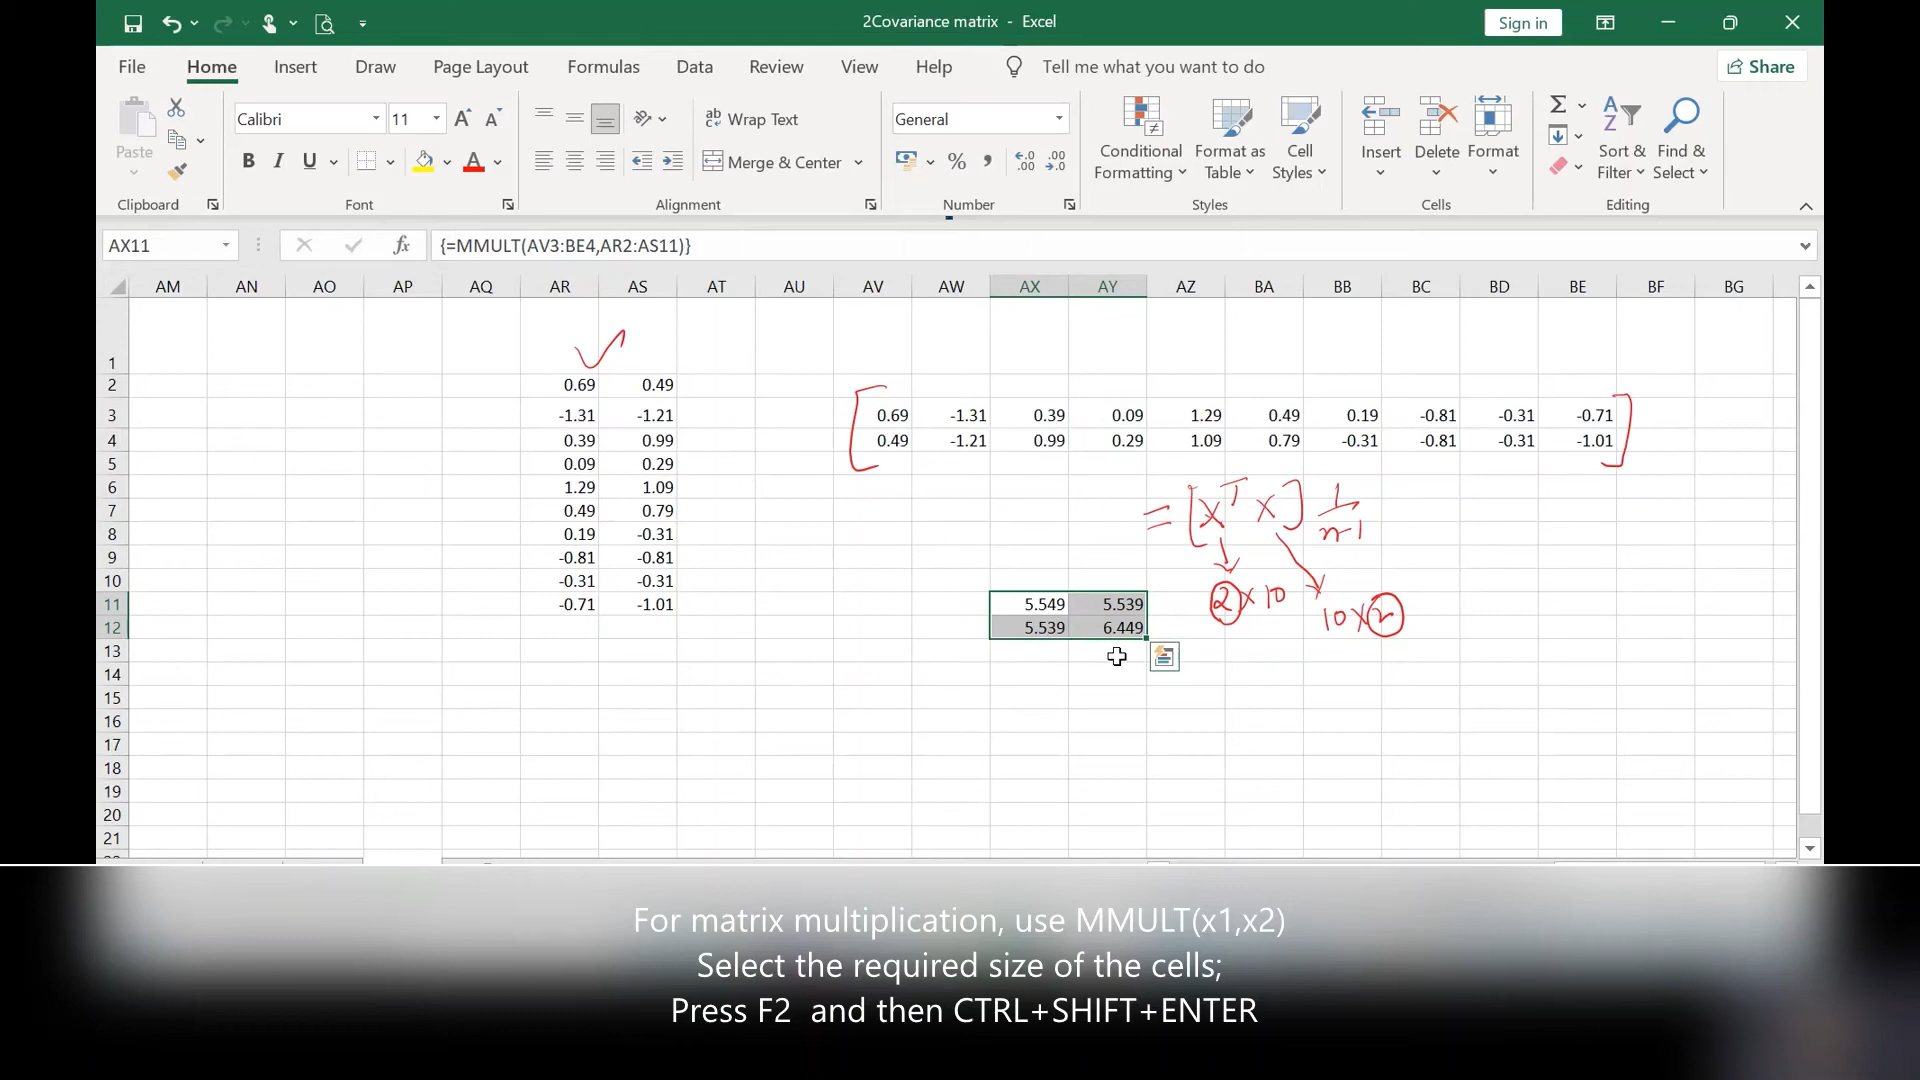 2Covariance matrix - Excel
Sign in
File Home Insert Draw Page Layout Formulas Data Review View Help Tell me what you want to do Share
Paste
Calibri 11
Wrap Text
General
B I U A
Merge & Center
% ,
Conditional Formatting
Format as Table
Cell Styles
Insert Delete Format
Sort & Filter
Find & Select
Clipboard Font Alignment Number Styles Cells Editing
AX11 fx {=MMULT(AV3:BE4,AR2:AS11)}
AM AN AO AP AQ AR AS AT AU AV AW AX AY AZ BA BB BC BD BE BF BG
1
2 0.69 0.49
3 -1.31 -1.21 0.69 -1.31 0.39 0.09 1.29 0.49 0.19 -0.81 -0.31 -0.71
4 0.39 0.99 0.49 -1.21 0.99 0.29 1.09 0.79 -0.31 -0.81 -0.31 -1.01
5 0.09 0.29
6 1.29 1.09
7 0.49 0.79
= [X^T X] 1/n-1
8 0.19 -0.31
9 -0.81 -0.81
10 -0.31 -0.31
11 -0.71 -1.01 5.549 5.539 2×10
12 5.539 6.449 10×2
13
14
15
16
17
18
19
20
21
For matrix multiplication, use MMULT(x1,x2)
Select the required size of the cells;
Press F2 and then CTRL+SHIFT+ENTER